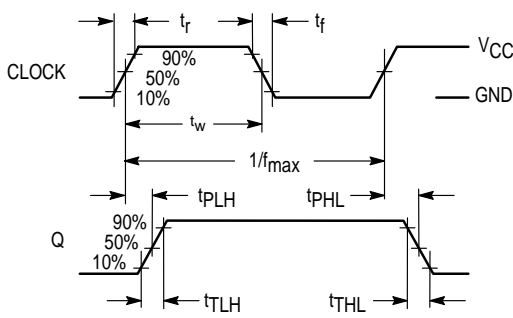 tr
tf
VCC
CLOCK
90%
50%
10%
GND
tw
1/fmax
tPLH
tPHL
Q
90%
50%
10%
tTLH
tTHL